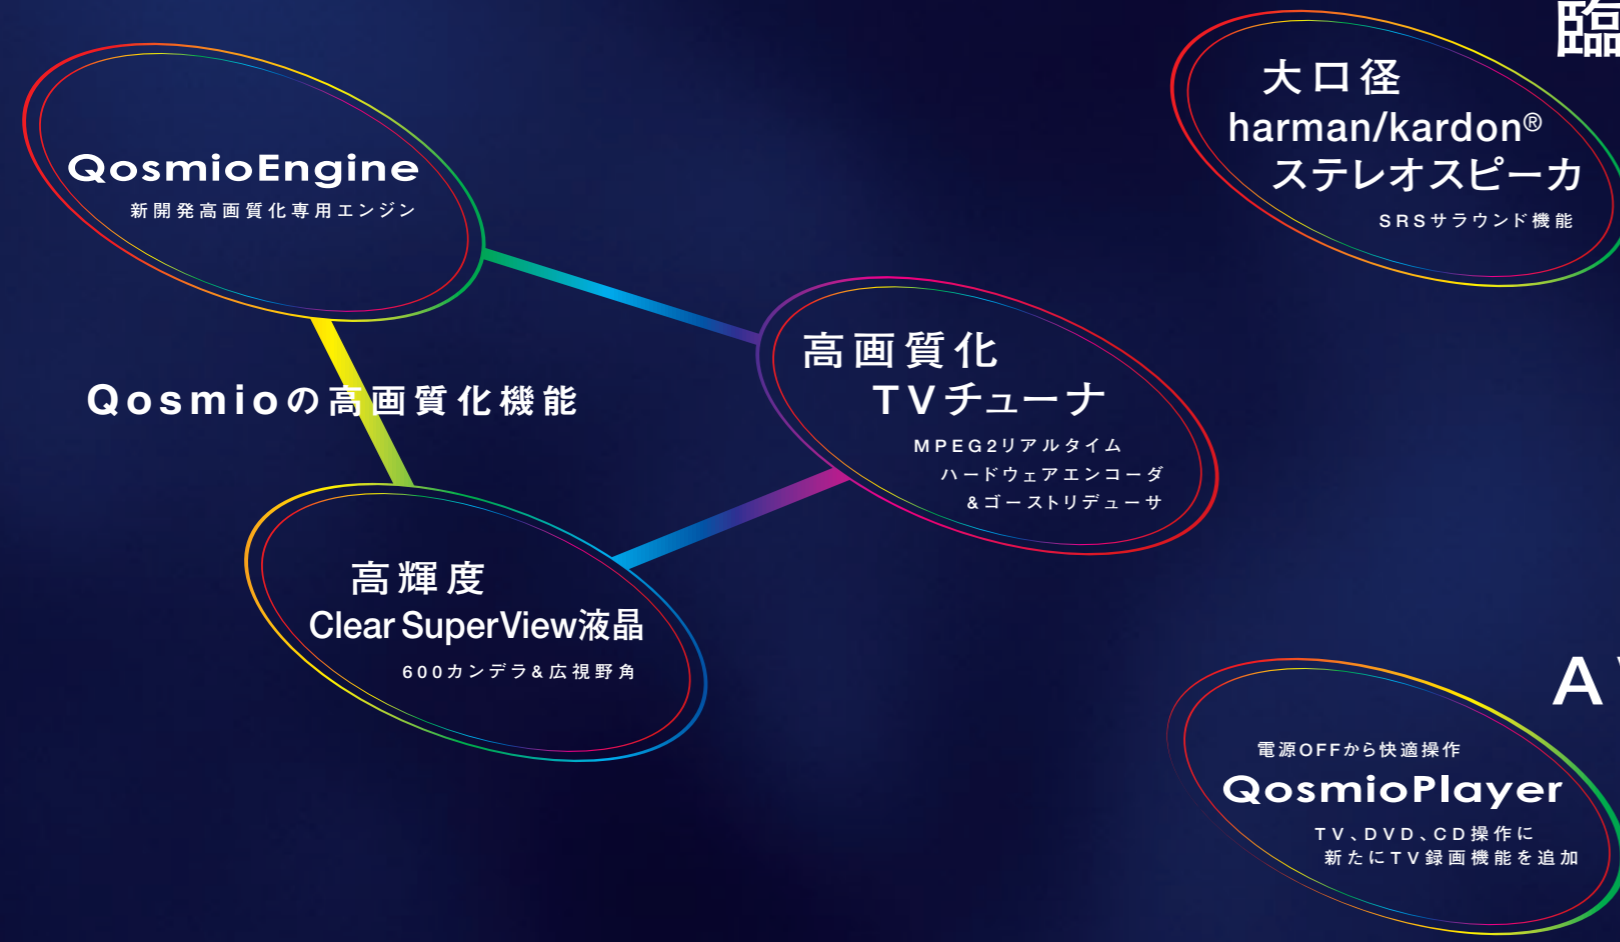 QosmioEngine
新開発高画質化専用エンジン
Qosmioの高画質化機能
高画質化
TVチューナ
MPEG2リアルタイム
ハードウェアエンコーダ
&ゴーストリデューサ
高輝度
Clear SuperView液晶
600カンデラ&広視野角
臨
大口径
harman/kardon®
ステレオスピーカ
SRSサラウンド機能
A
電源OFFから快適操作
QosmioPlayer
TV、DVD、CD操作に
新たにTV録画機能を追加